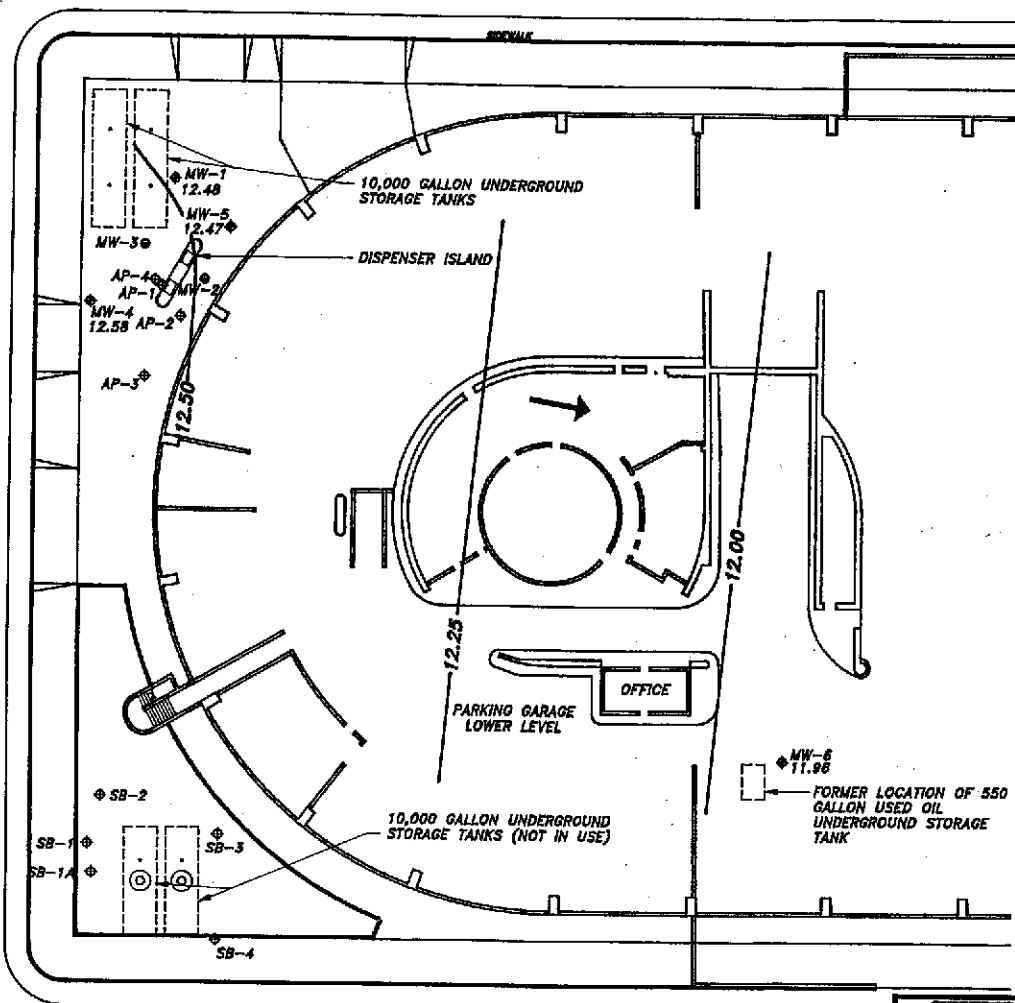 SIDEWALK
MW-1
12.48
10,000 GALLON UNDERGROUND
STORAGE TANKS
MW-5
12.47
MW-3
DISPENSER ISLAND
AP-4
AP-1
MW-2
MW-4
12.58
AP-2
AP-3
12.50
12.25
12.00
OFFICE
PARKING GARAGE
LOWER LEVEL
MW-6
11.96
FORMER LOCATION OF 550
GALLON USED OIL
UNDERGROUND STORAGE
TANK
SB-2
10,000 GALLON UNDERGROUND
STORAGE TANKS (NOT IN USE)
SB-1
SB-3
SB-1A
SB-4